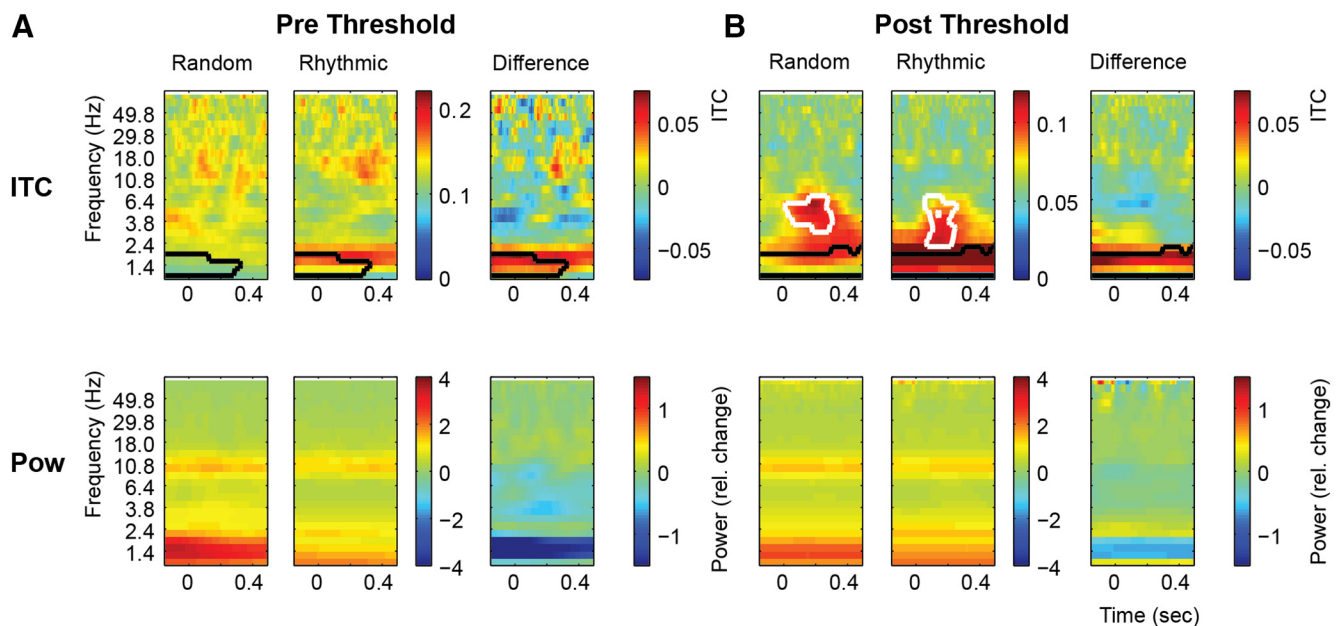 A Pre Threshold B Post Threshold
Random Rhythmic Difference Random Rhythmic Difference
ITC
Frequency (Hz)
49.8
29.8
18.0
10.8
6.4
3.8
2.4
1.4
0 0.4 0 0.4 0 0.4
0.2
0.1
0
0.05
0
−0.05
ITC
0 0.4 0 0.4 0 0.4
0.1
0.05
0
0.05
0
−0.05
ITC
Pow
Frequency (Hz)
49.8
29.8
18.0
10.8
6.4
3.8
2.4
1.4
0 0.4 0 0.4 0 0.4
4
2
0
−2
−4
1
0
−1
Power (rel. change)
0 0.4 0 0.4 0 0.4
4
2
0
−2
−4
1
0
−1
Power (rel. change)
Time (sec)